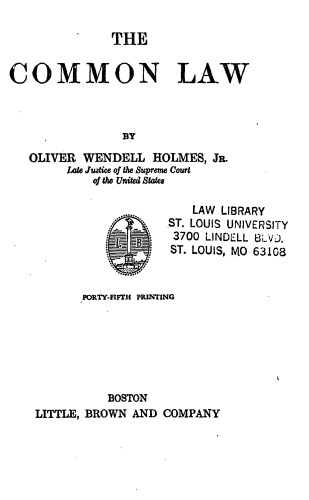 THE
COMMON LAW
BY
OLIVER WENDELL HOLMES, JR.
Late Justice of the Supreme Court
of the United States
LAW LIBRARY
ST. LOUIS UNIVERSITY
3700 LINDELL BLVD.
ST. LOUIS, MO 63108
FORTY-FIFTH PRINTING
BOSTON
LITTLE, BROWN AND COMPANY